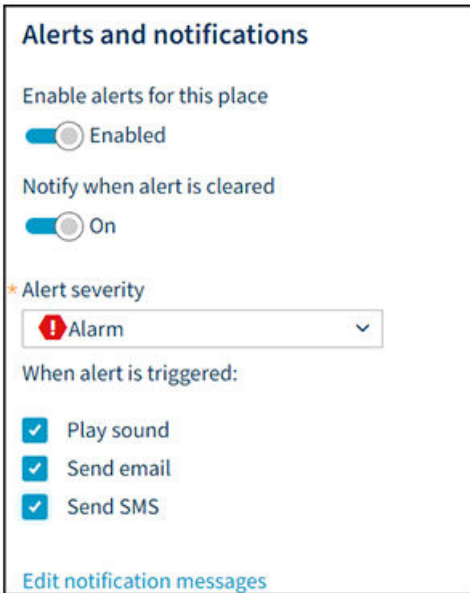 Alerts and notifications
Enable alerts for this place
Enabled
Notify when alert is cleared
On
* Alert severity
Alarm
When alert is triggered:
Play sound
Send email
Send SMS
Edit notification messages